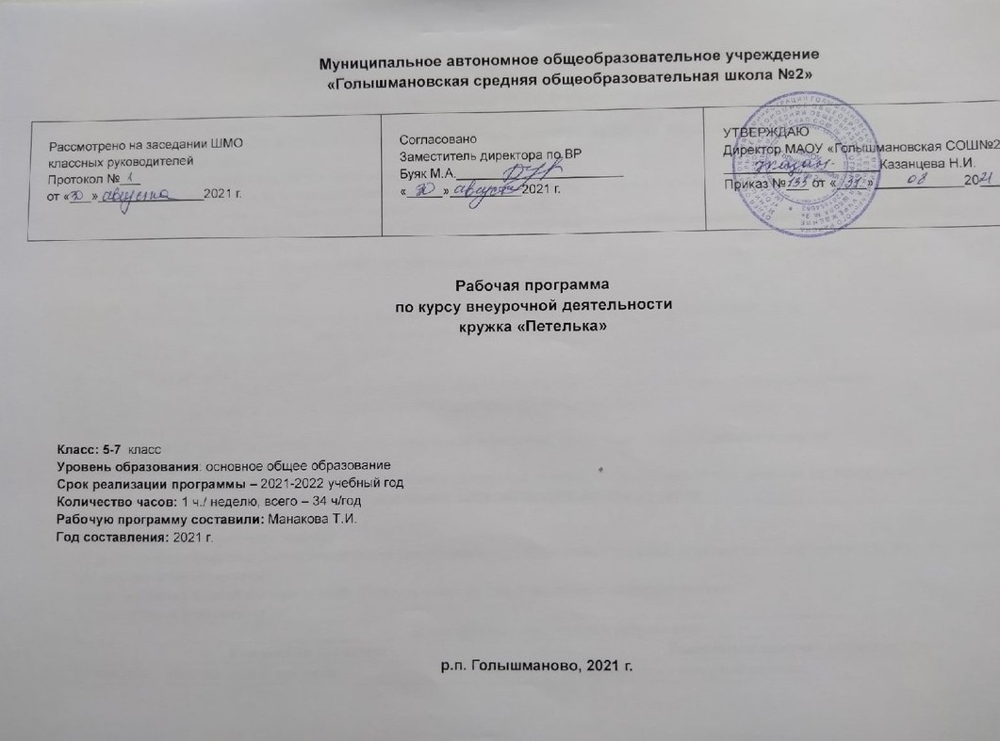 Муниципальное автономное общеобразовательное учреждение
«Голышмановская средняя общеобразовательная школа №2»
Рассмотрено на заседании ШМО
классных руководителей
Протокол № 1
от «30» августа 2021 г.
Согласовано
Заместитель директора по ВР
Буяк М.А.
«30» августа 2021 г.
УТВЕРЖДАЮ
Директор МАОУ «Голышмановская СОШ№2
Казанцева Н.И.
Приказ № от « » 08 2021
Рабочая программа
по курсу внеурочной деятельности
кружка «Петелька»
Класс: 5-7 класс
Уровень образования: основное общее образование
Срок реализации программы – 2021-2022 учебный год
Количество часов: 1 ч./ неделю, всего – 34 ч/год
Рабочую программу составили: Манакова Т.И.
Год составления: 2021 г.
р.п. Голышманово, 2021 г.